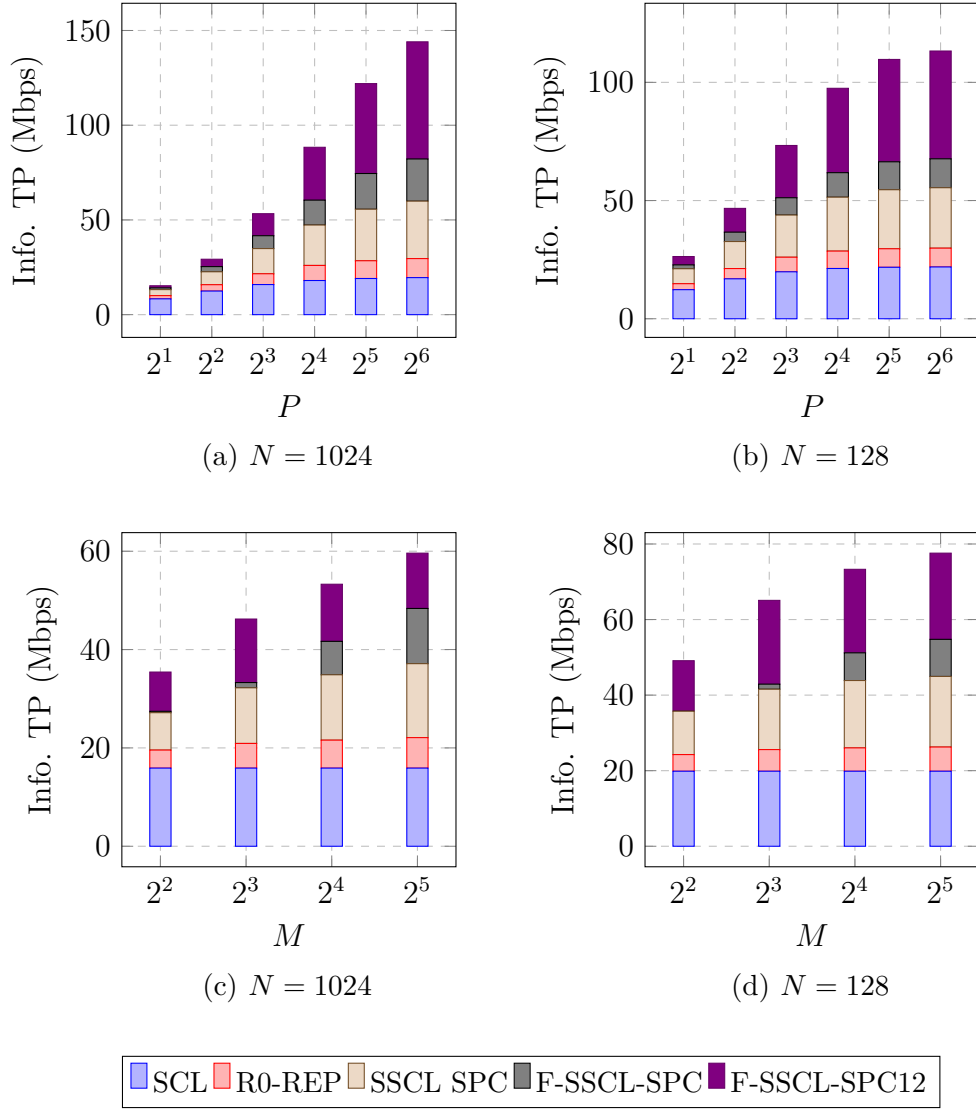 Info. TP (Mbps)
150
100
50
0
2^1 2^2 2^3 2^4 2^5 2^6
P
(a) N = 1024
Info. TP (Mbps)
100
50
0
2^1 2^2 2^3 2^4 2^5 2^6
P
(b) N = 128
Info. TP (Mbps)
60
40
20
0
2^2 2^3 2^4 2^5
M
(c) N = 1024
Info. TP (Mbps)
80
60
40
20
0
2^2 2^3 2^4 2^5
M
(d) N = 128
SCL R0-REP SSCL SPC F-SSCL-SPC F-SSCL-SPC12